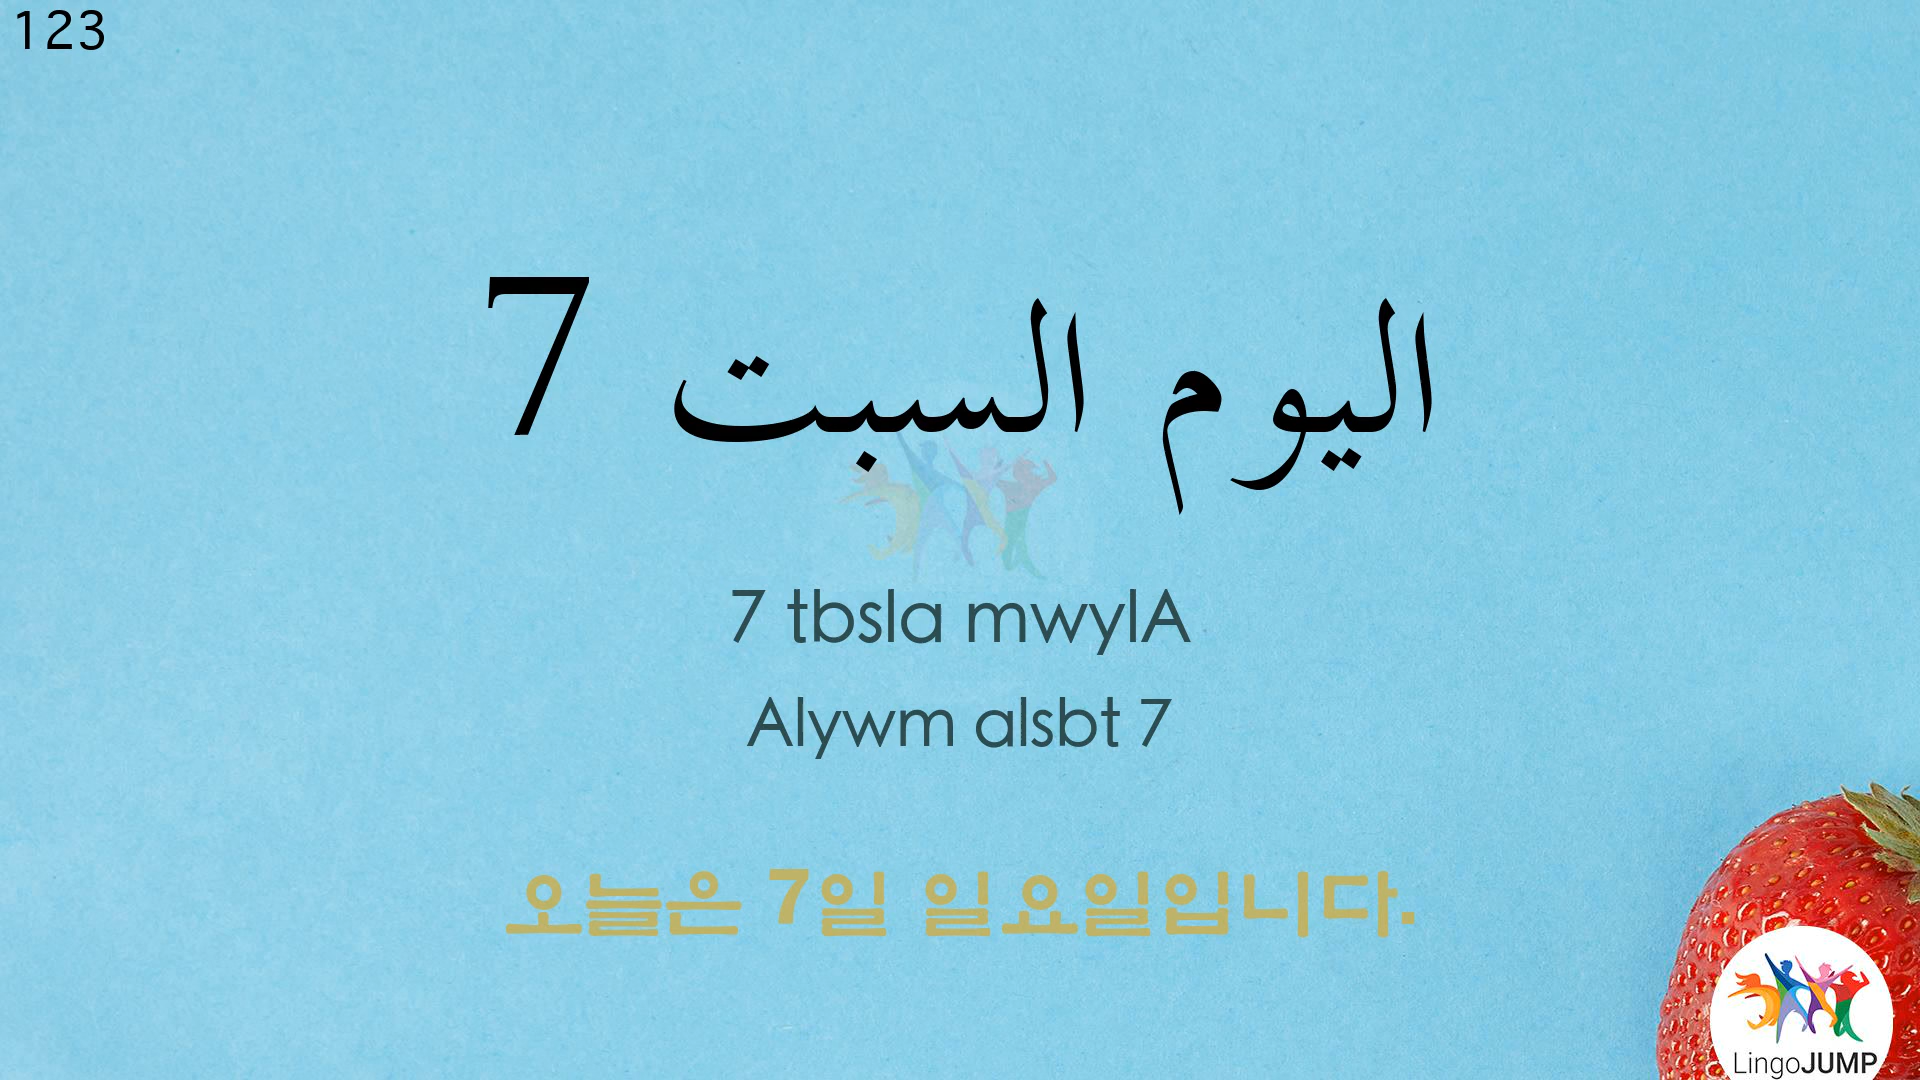 123
اليوم السبت 7
7 tbsla mwylA
Alywm alsbt 7
오늘은 7일 일요일입니다.
LingoJUMP